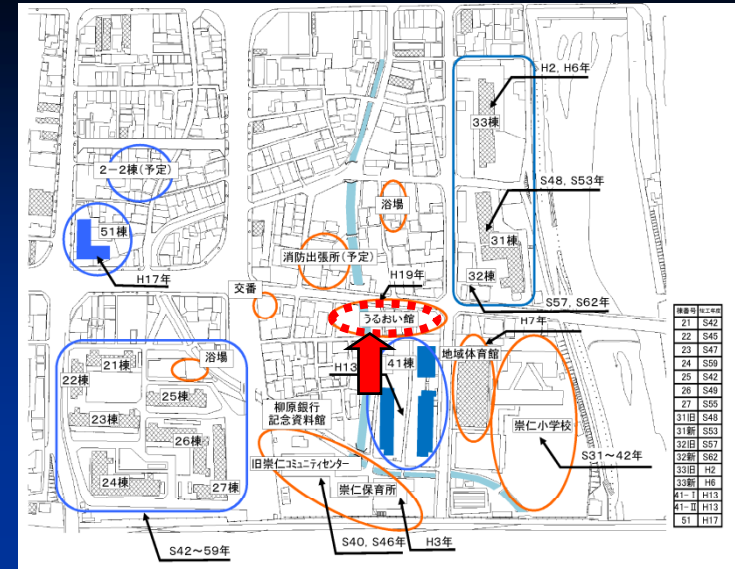 H2, H6年
33棟
2－2棟(予定)
S48, S53年
浴場
51棟
31棟
消防出張所(予定)
H17年
H19年
32棟
交番
S57, S62年
うるおい館
H7年
浴場
21棟
41棟
地域体育館
22棟
H13
25棟
柳原銀行
記念資料館
23棟
崇仁小学校
26棟
旧崇仁コミュニティセンター
S31～42年
24棟
27棟
崇仁保育所
S42～59年
S40, S46年
H3年
棟番号 竣工年度
21 S42
22 S45
23 S47
24 S59
25 S42
26 S49
27 S55
31旧 S48
31新 S53
32旧 S57
32新 S62
33旧 H2
33新 H6
41-Ⅰ H13
41-Ⅱ H13
51 H17